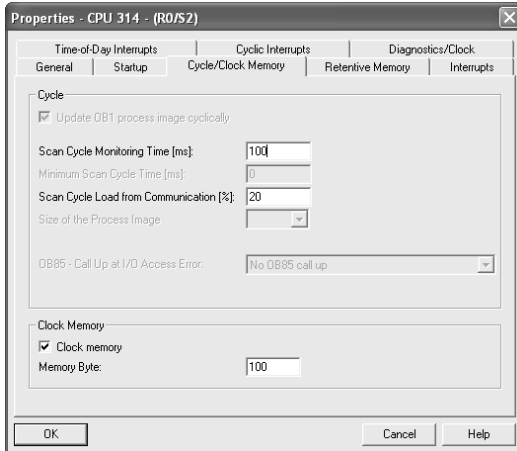 Properties - CPU 314 - (R0/S2)
Time-of-Day Interrupts Cyclic Interrupts Diagnostics/Clock
General Startup Cycle/Clock Memory Retentive Memory Interrupts
Cycle
Update OB1 process image cyclically
Scan Cycle Monitoring Time [ms]: 100
Minimum Scan Cycle Time [ms]: 0
Scan Cycle Load from Communication [%]: 20
Size of the Process Image
OB85 - Call Up at I/O Access Error: No OB85 call up
Clock Memory
Clock memory
Memory Byte: 100
OK Cancel Help